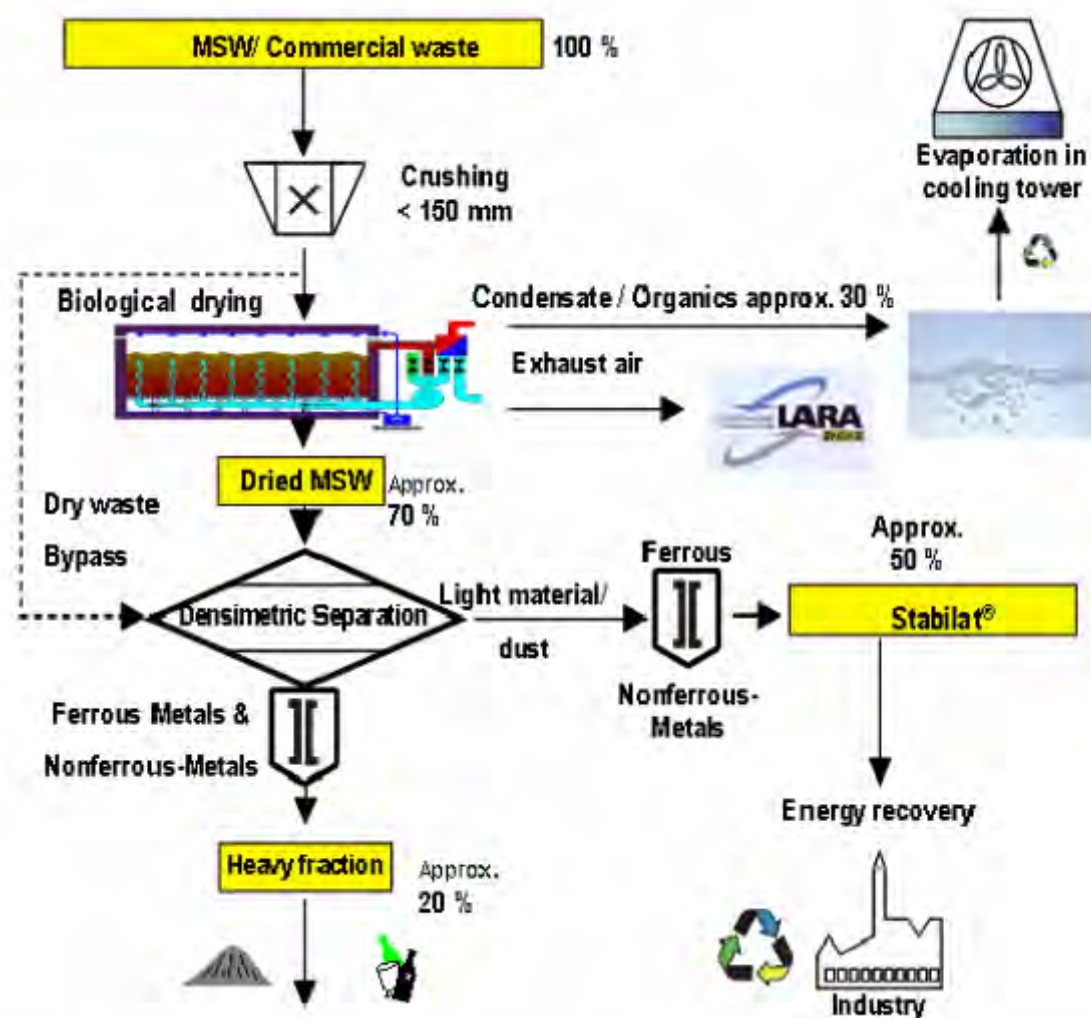 MSW/ Commercial waste
100 %
Crushing
< 150 mm
Evaporation in
cooling tower
Biological drying
Condensate / Organics approx. 30 %
Exhaust air
LARA
Dried MSW
Approx.
70 %
Dry waste
Bypass
Densimetric Separation
Light material/
dust
Ferrous
Nonferrous-
Metals
Approx.
50 %
Stabilat®
Ferrous Metals &
Nonferrous-Metals
Energy recovery
Heavy fraction
Approx.
20 %
Industry